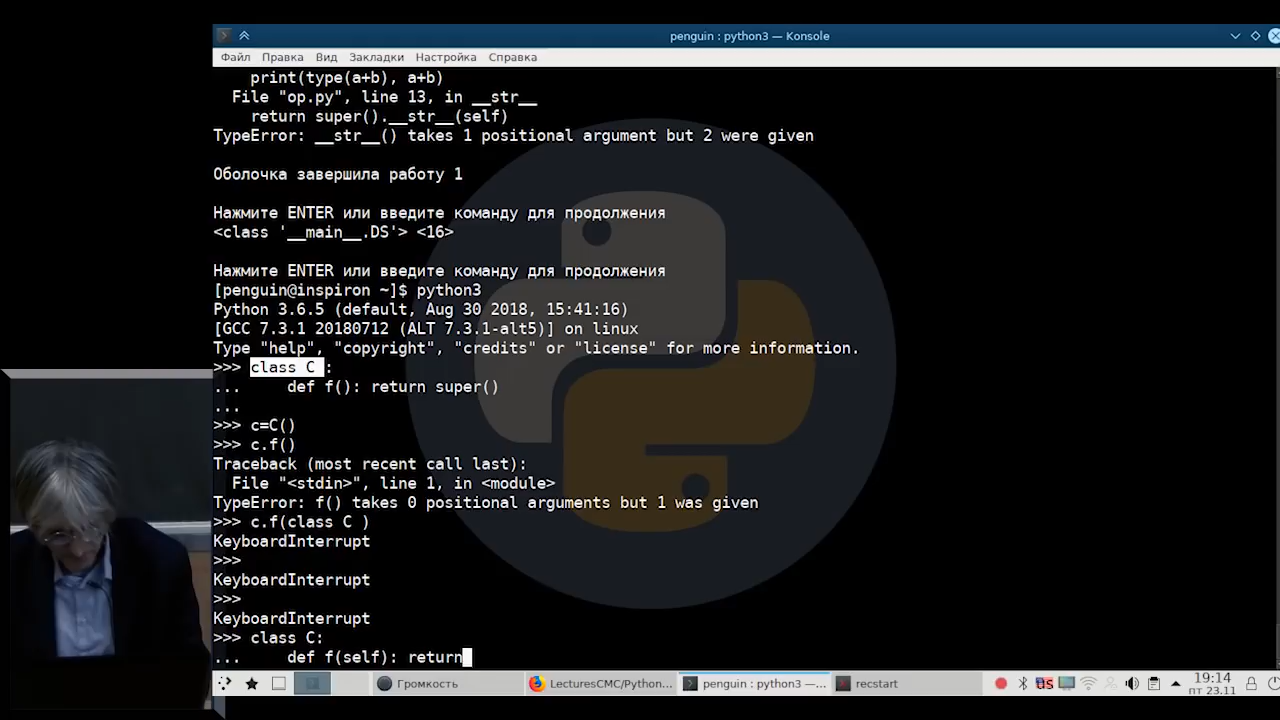 penguin : python3 — Konsole
Файл Правка Вид Закладки Настройка Справка
print(type(a+b), a+b)
File "op.py", line 13, in __str__
return super().__str__(self)
TypeError: __str__() takes 1 positional argument but 2 were given
Оболочка завершила работу 1
Нажмите ENTER или введите команду для продолжения
<class '__main__.DS'> <16>
Нажмите ENTER или введите команду для продолжения
[penguin@inspiron ~]$ python3
Python 3.6.5 (default, Aug 30 2018, 15:41:16)
[GCC 7.3.1 20180712 (ALT 7.3.1-alt5)] on linux
Type "help", "copyright", "credits" or "license" for more information.
>>> class C :
...     def f(): return super()
...
>>> c=C()
>>> c.f()
Traceback (most recent call last):
File "<stdin>", line 1, in <module>
TypeError: f() takes 0 positional arguments but 1 was given
>>> c.f(class C )
KeyboardInterrupt
>>>
KeyboardInterrupt
>>>
KeyboardInterrupt
>>> class C:
...     def f(self): return
Громкость LecturesCMC/Python... penguin : python3 —... recstart US 19:14
пт 23.11